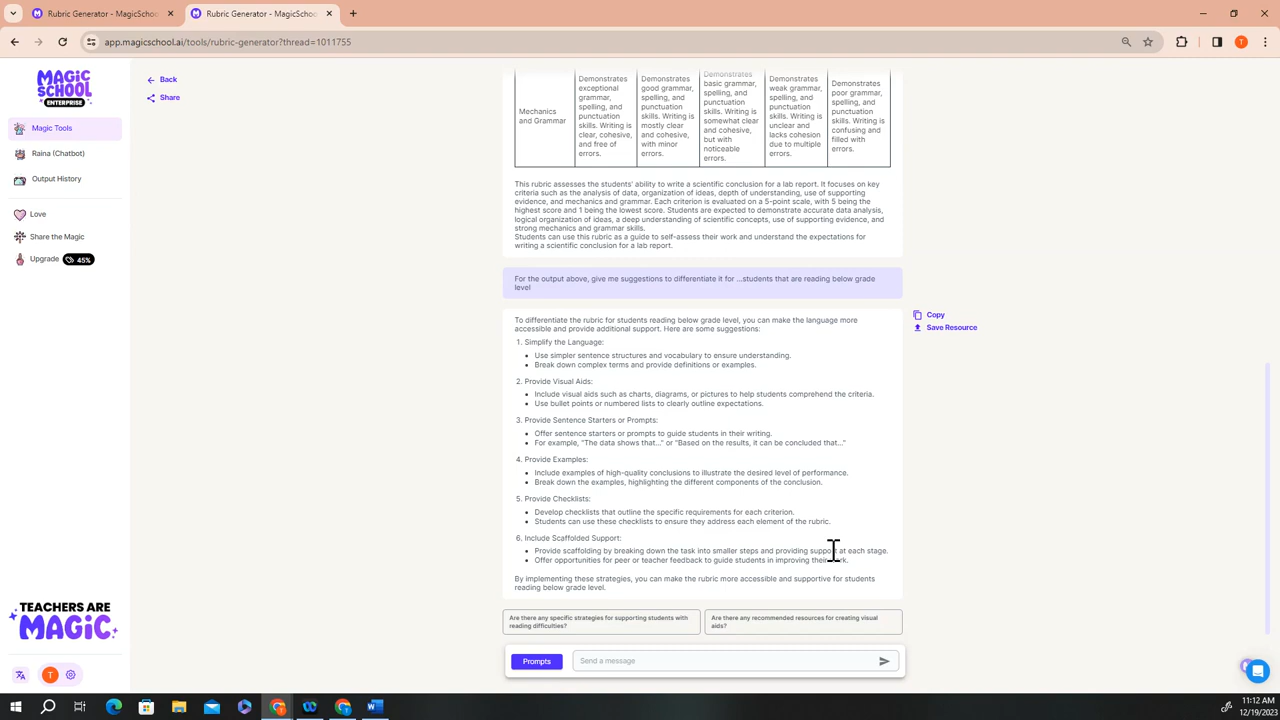 Rubric Generator - MagicSchoo
Rubric Generator - MagicSchoo
app.magicschool.ai/tools/rubric-generator?thread=1011755
MAGIC
SCHOOL
ENTERPRISE
Back
Share
Magic Tools
Raina (Chatbot)
Output History
Love
Share the Magic
Upgrade 45%
TEACHERS ARE
MAGIC
T
Mechanics
and Grammar
Demonstrates
exceptional
grammar,
spelling, and
punctuation
skills. Writing is
clear, cohesive,
and free of
errors.
Demonstrates
good grammar,
spelling, and
punctuation
skills. Writing is
mostly clear
and cohesive,
with minor
errors.
Demonstrates
basic grammar,
spelling, and
punctuation
skills. Writing is
somewhat clear
and cohesive,
but with
noticeable
errors.
Demonstrates
weak grammar,
spelling, and
punctuation
skills. Writing is
unclear and
lacks cohesion
due to multiple
errors.
Demonstrates
poor grammar,
spelling, and
punctuation
skills. Writing is
confusing and
filled with
errors.
This rubric assesses the students' ability to write a scientific conclusion for a lab report. It focuses on key
criteria such as the analysis of data, organization of ideas, depth of understanding, use of supporting
evidence, and mechanics and grammar. Each criterion is evaluated on a 5-point scale, with 5 being the
highest score and 1 being the lowest score. Students are expected to demonstrate accurate data analysis,
logical organization of ideas, a deep understanding of scientific concepts, use of supporting evidence, and
strong mechanics and grammar skills.
Students can use this rubric as a guide to self-assess their work and understand the expectations for
writing a scientific conclusion for a lab report.
For the output above, give me suggestions to differentiate it for ...students that are reading below grade
level
Copy
Save Resource
To differentiate the rubric for students reading below grade level, you can make the language more
accessible and provide additional support. Here are some suggestions:
1. Simplify the Language:
• Use simpler sentence structures and vocabulary to ensure understanding.
• Break down complex terms and provide definitions or examples.
2. Provide Visual Aids:
• Include visual aids such as charts, diagrams, or pictures to help students comprehend the criteria.
• Use bullet points or numbered lists to clearly outline expectations.
3. Provide Sentence Starters or Prompts:
• Offer sentence starters or prompts to guide students in their writing.
• For example, "The data shows that..." or "Based on the results, it can be concluded that..."
4. Provide Examples:
• Include examples of high-quality conclusions to illustrate the desired level of performance.
• Break down the examples, highlighting the different components of the conclusion.
5. Provide Checklists:
• Develop checklists that outline the specific requirements for each criterion.
• Students can use these checklists to ensure they address each element of the rubric.
6. Include Scaffolded Support:
• Provide scaffolding by breaking down the task into smaller steps and providing support at each stage.
• Offer opportunities for peer or teacher feedback to guide students in improving their work.
By implementing these strategies, you can make the rubric more accessible and supportive for students
reading below grade level.
Are there any specific strategies for supporting students with
reading difficulties?
Are there any recommended resources for creating visual
aids?
Prompts
Send a message
11:12 AM
12/19/2023